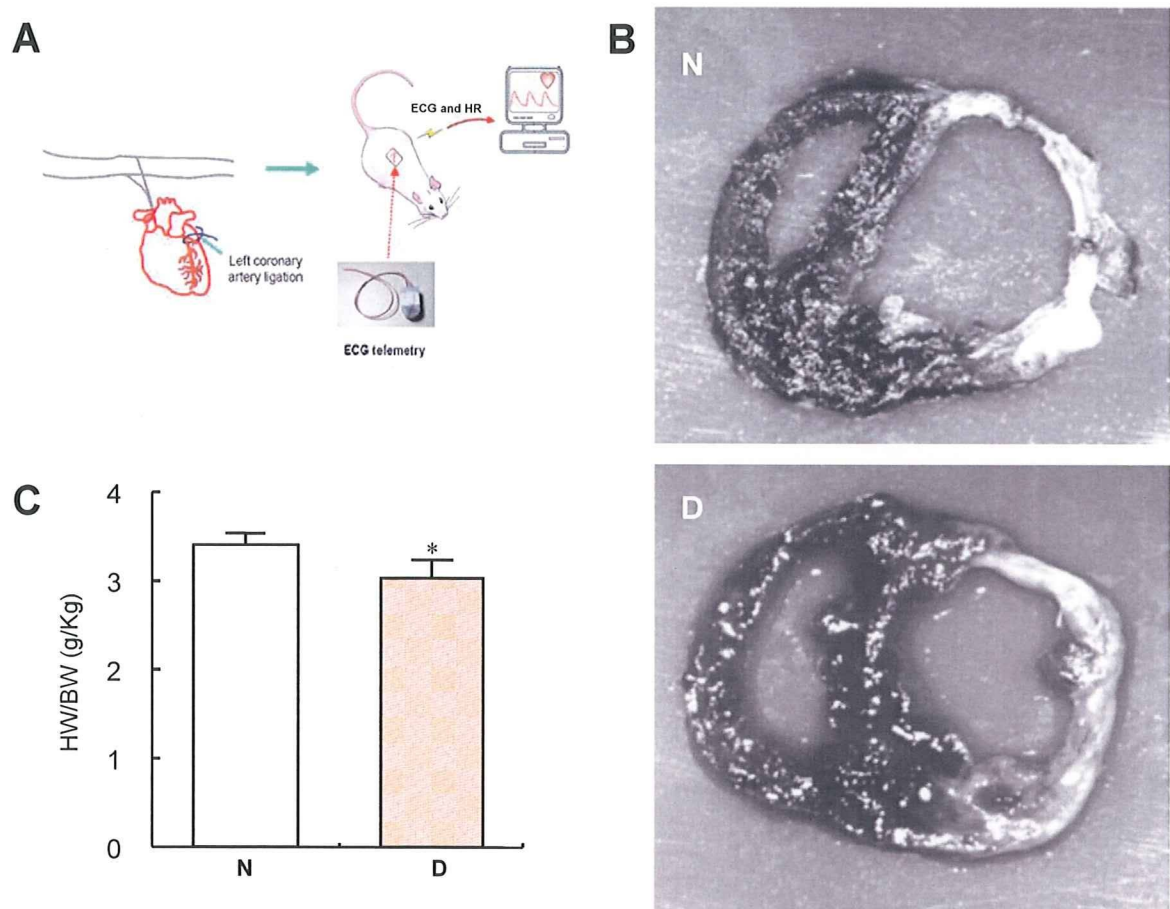 A
ECG and HR
Left coronary
artery ligation
ECG telemetry
B
N
D
C
HW/BW (g/Kg)
4
3
2
1
0
*
N
D